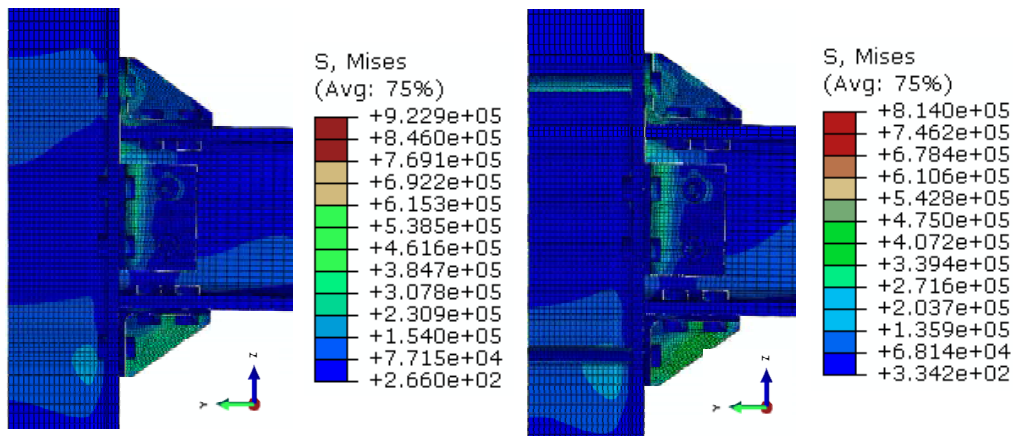 S, Mises
(Avg: 75%)
+9.229e+05
+8.460e+05
+7.691e+05
+6.922e+05
+6.153e+05
+5.385e+05
+4.616e+05
+3.847e+05
+3.078e+05
+2.309e+05
+1.540e+05
+7.715e+04
+2.660e+02
Z
Y
S, Mises
(Avg: 75%)
+8.140e+05
+7.462e+05
+6.784e+05
+6.106e+05
+5.428e+05
+4.750e+05
+4.072e+05
+3.394e+05
+2.716e+05
+2.037e+05
+1.359e+05
+6.814e+04
+3.342e+02
Z
Y